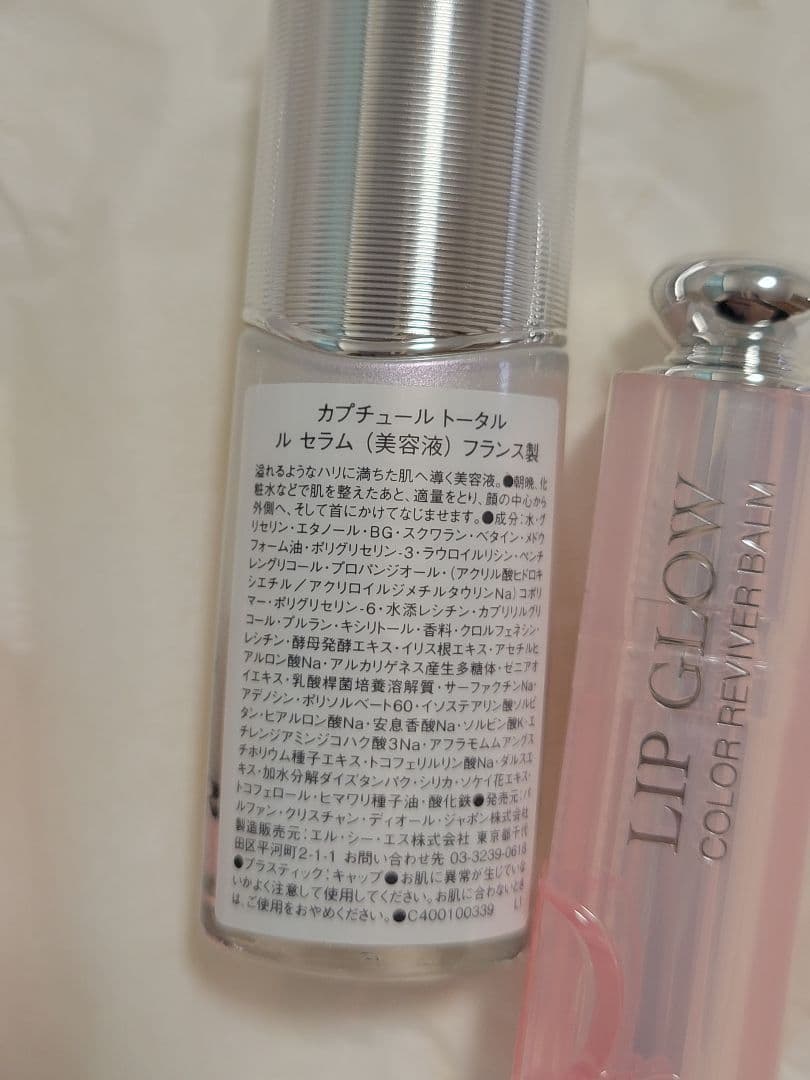 カプチュール トータル
ル セラム（美容液）フランス製
溢れるようなハリに満ちた肌へ導く美容液。●朝晩、化
粧水などで肌を整えたあと、適量をとり、顔の中心から
外側へ、そして首にかけてなじませます。●成分：水・グ
リセリン・エタノール・BG・スクワラン・ベタイン・メドウ
フォーム油・ポリグリセリン-3・ラウロイルリシン・ペンチ
レングリコール・プロパンジオール・（アクリル酸ヒドロキ
シエチル／アクリロイルジメチルタウリンNa）コポリ
マー・ポリグリセリン-6・水添レシチン・カプリリルグリ
コール・プルラン・キシリトール・香料・クロルフェネシン・
レシチン・酵母発酵エキス・イリス根エキス・アセチルヒ
アルロン酸Na・アルカリゲネス産生多糖体・ゼニアオ
イエキス・乳酸桿菌培養溶解質・サーファクチンNa・
アデノシン・ポリソルベート60・イソステアリン酸ソルビ
タン・ヒアルロン酸Na・安息香酸Na・ソルビン酸K・エ
チレンジアミンジコハク酸3Na・アフラモムムアングス
チホリウム種子エキス・トコフェリルリン酸Na・ダルスエ
キス・加水分解ダイズタンパク・シリカ・ソケイ花エキス・
トコフェロール・ヒマワリ種子油・酸化鉄●発売元：パ
ルファン・クリスチャン・ディオール・ジャポン株式会社
製造販売元：エル・シー・エス株式会社 東京都千代
田区平河町2-1-1 お問い合わせ先 03-3239-0618
●プラスティック：キャップ●お肌に異常が生じていな
いかよく注意して使用してください。お肌に合わないとき
は、ご使用をおやめください。●C400100339 L1
LIP GLOW
COLOR REVIVER BALM